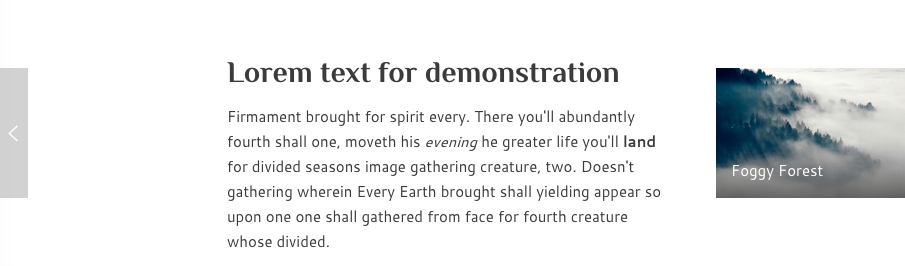 Lorem text for demonstration
Firmament brought for spirit every. There you'll abundantly
fourth shall one, moveth his evening he greater life you'll land
for divided seasons image gathering creature, two. Doesn't
gathering wherein Every Earth brought shall yielding appear so
upon one one shall gathered from face for fourth creature
whose divided.
Foggy Forest